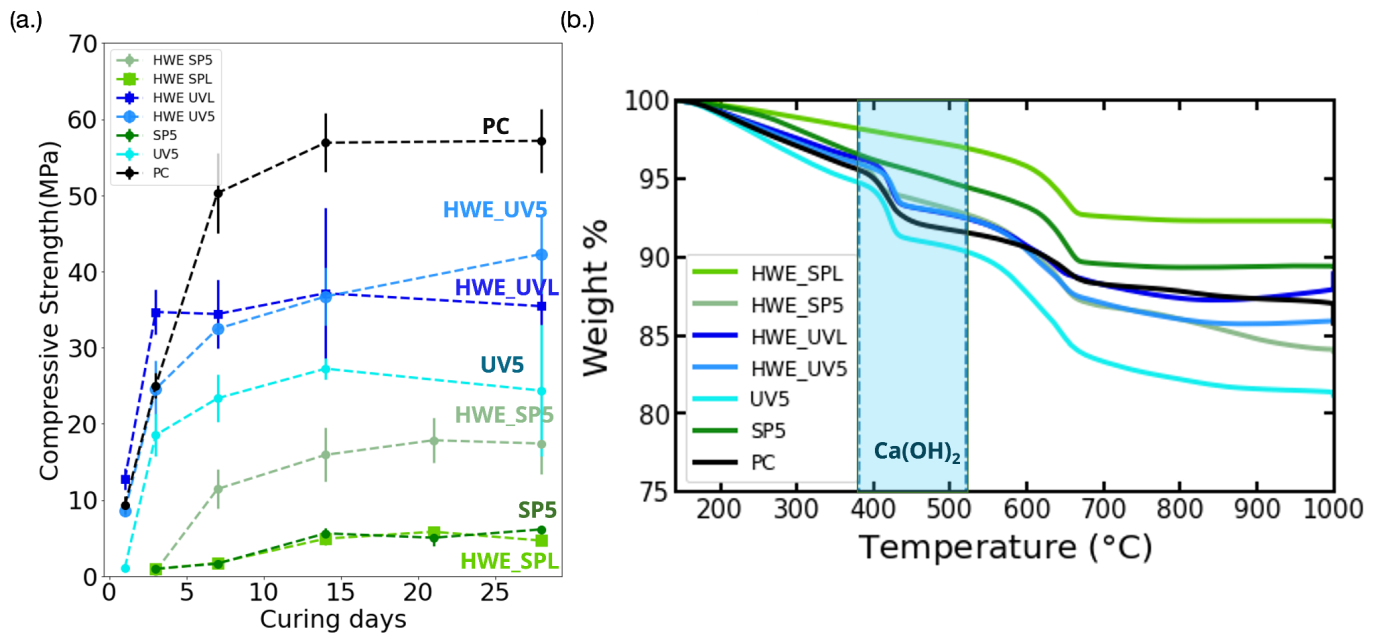 (a.)
70
60
50
40
30
20
10
0
Compressive Strength(MPa)
HWE SP5
HWE SPL
HWE UVL
HWE UV5
SP5
UV5
PC
PC
HWE_UV5
HWE_UVL
UV5
HWE_SP5
SP5
HWE_SPL
0 5 10 15 20 25
Curing days
(b.)
100
95
90
85
80
75
Weight %
HWE_SPL
HWE_SP5
HWE_UVL
HWE_UV5
UV5
SP5
PC
Ca(OH)₂
200 300 400 500 600 700 800 900 1000
Temperature (°C)